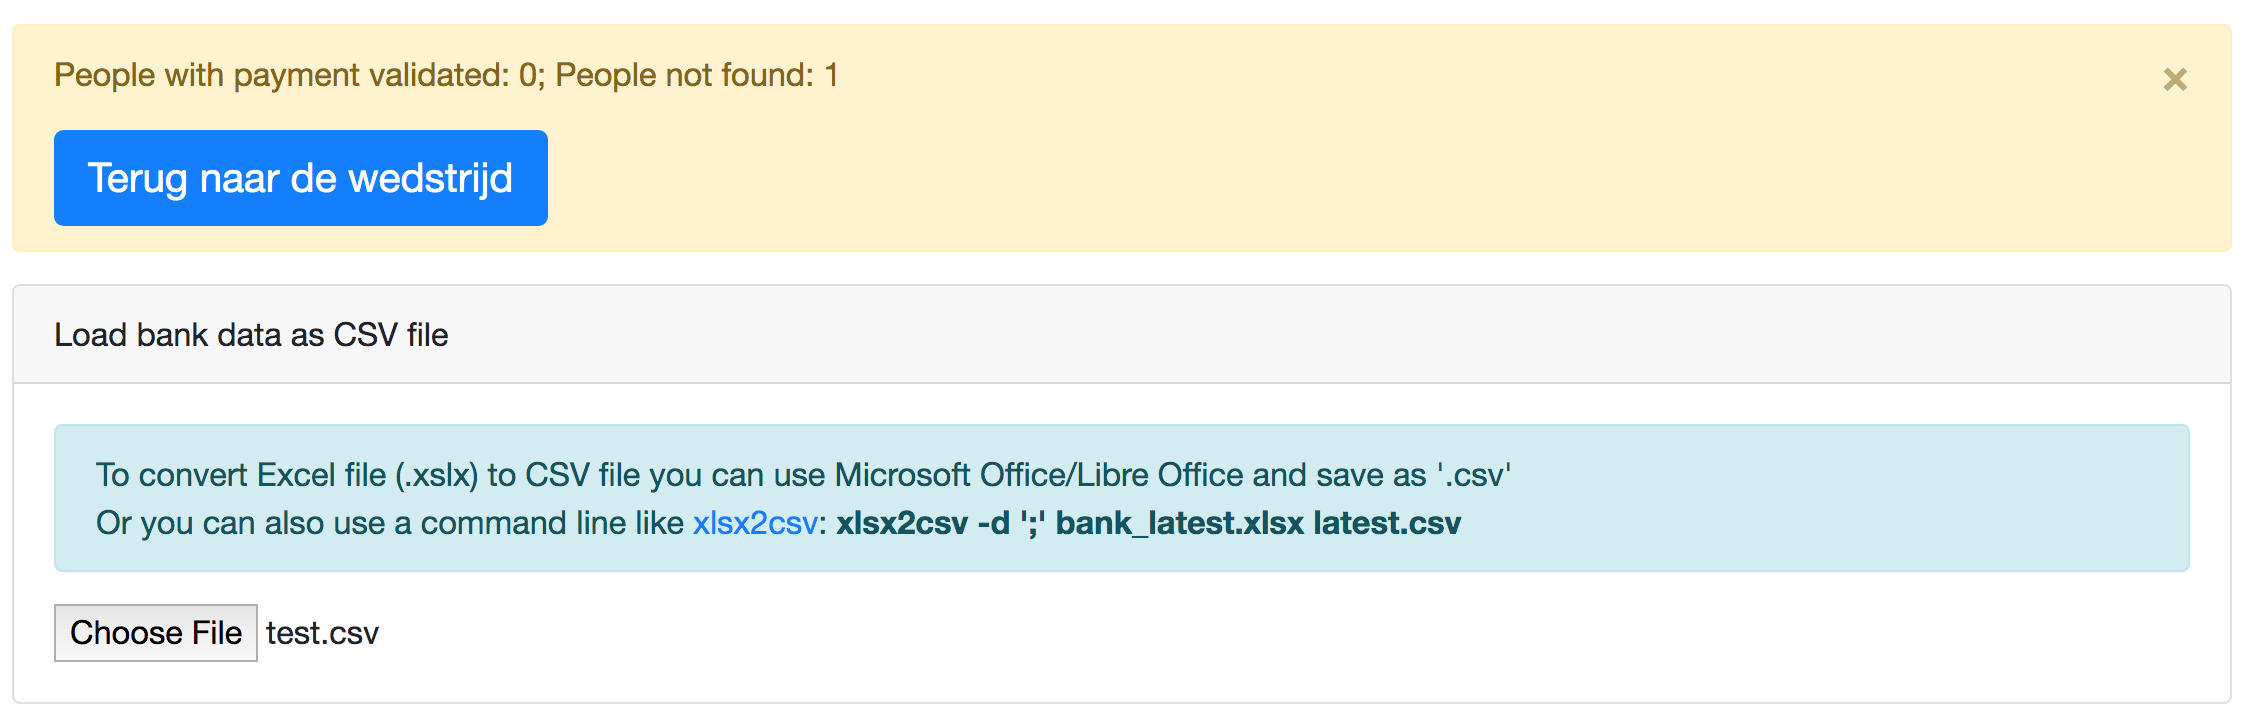 People with payment validated: 0; People not found: 1
×
Terug naar de wedstrijd
Load bank data as CSV file
To convert Excel file (.xslx) to CSV file you can use Microsoft Office/Libre Office and save as '.csv'
Or you can also use a command line like xlsx2csv: xlsx2csv -d ';' bank_latest.xlsx latest.csv
Choose File test.csv